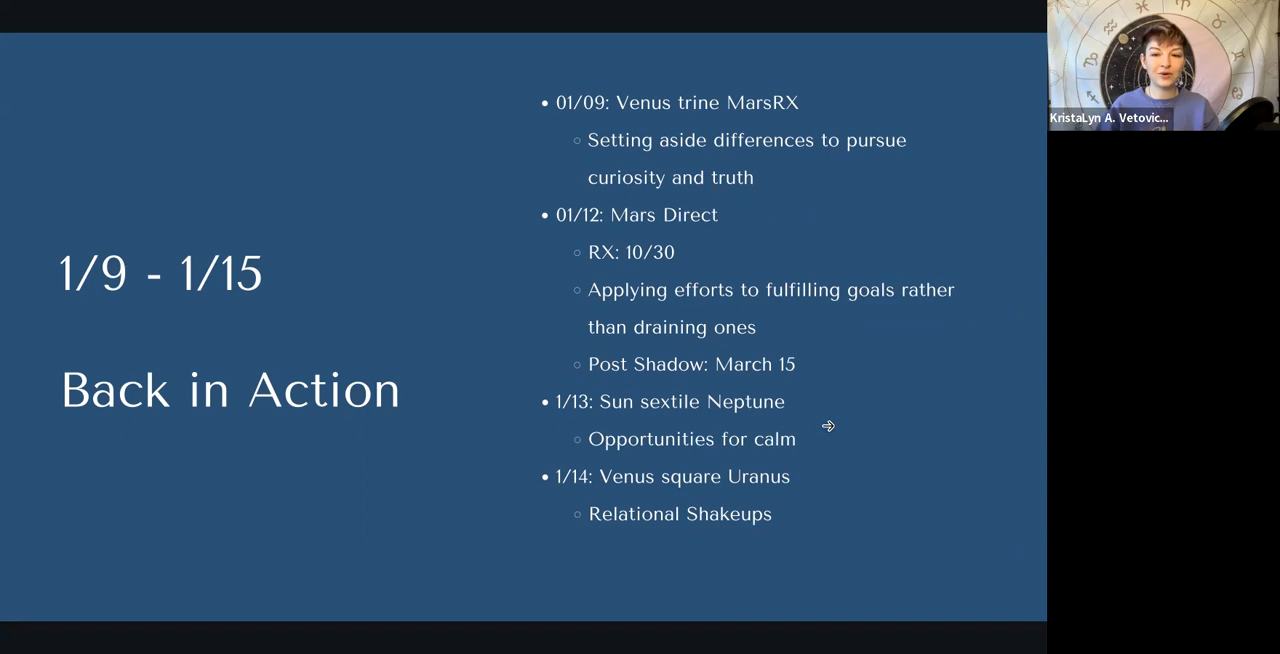 1/9 - 1/15
Back in Action
• 01/09: Venus trine MarsRX
○ Setting aside differences to pursue
curiosity and truth
• 01/12: Mars Direct
○ RX: 10/30
○ Applying efforts to fulfilling goals rather
than draining ones
○ Post Shadow: March 15
• 1/13: Sun sextile Neptune
○ Opportunities for calm
• 1/14: Venus square Uranus
○ Relational Shakeups
KristaLyn A. Vetovic...